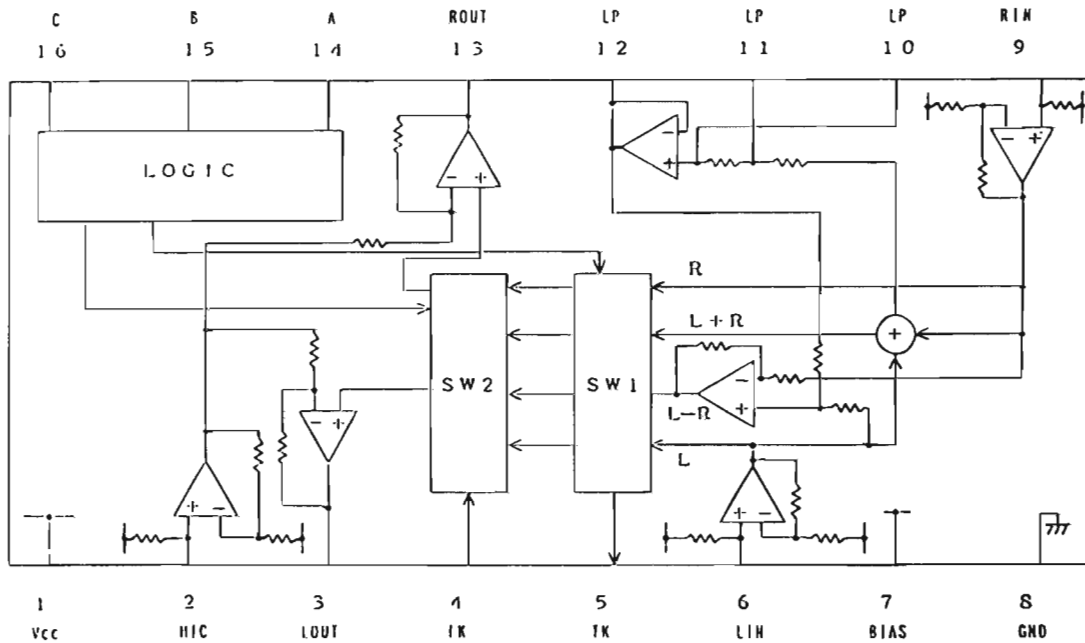 C B A ROUT LP LP LP RIN
16 15 14 13 12 11 10 9
LOGIC
- +
- +
-
+
R
L+R
+
SW2
SW1
-
+
L-R
- +
L
+ -
+ -
1 2 3 4 5 6 7 8
Vcc MIC LOUT TK LIN BIAS GND